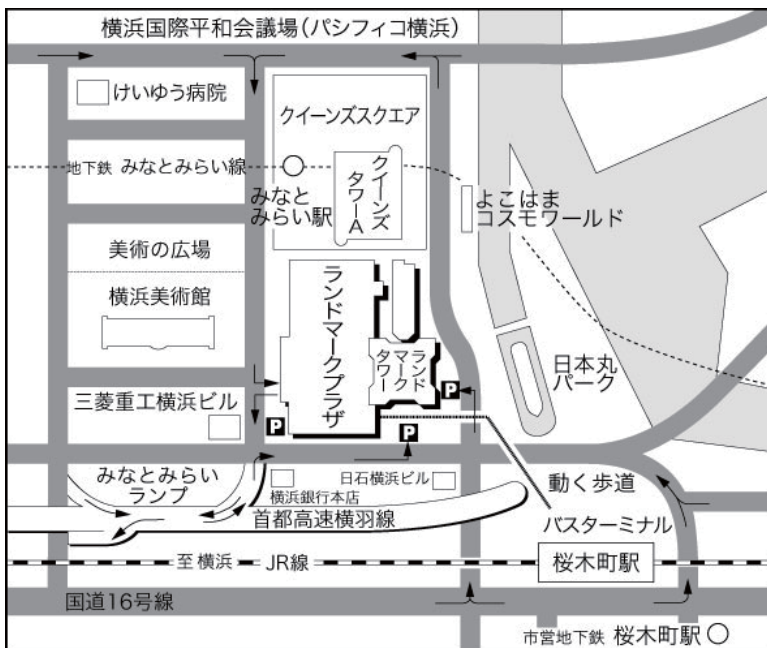 横浜国際平和会議場(パシフィコ横浜)
けいゆう病院
クイーンズスクエア
地下鉄 みなとみらい線
みなと
みらい駅
クイーンズ
タワーA
よこはま
コスモワールド
美術の広場
横浜美術館
ランドマークプラザ
ランド
マーク
タワー
日本丸
パーク
三菱重工横浜ビル
P
P
P
みなとみらい
ランプ
横浜銀行本店
日石横浜ビル
動く歩道
首都高速横羽線
バスターミナル
至 横浜
JR線
桜木町駅
国道16号線
市営地下鉄 桜木町駅